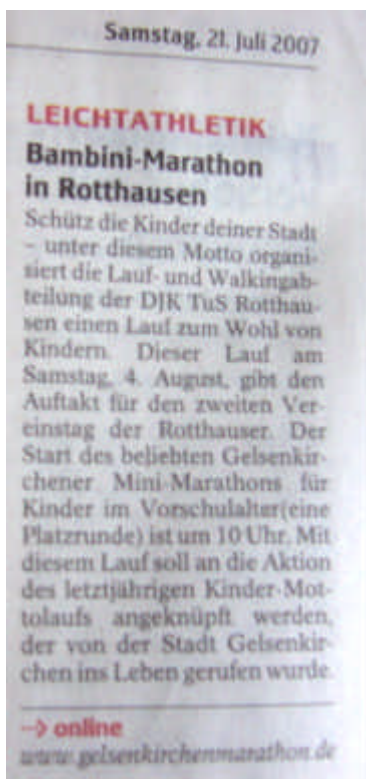 Samstag, 21. Juli 2007
LEICHTATHLETIK
Bambini-Marathon
in Rotthausen
Schütz die Kinder deiner Stadt
– unter diesem Motto organi-
siert die Lauf- und Walkingab-
teilung der DJK TuS Rotthau-
sen einen Lauf zum Wohl von
Kindern. Dieser Lauf am
Samstag, 4. August, gibt den
Auftakt für den zweiten Ver-
einstag der Rotthauser. Der
Start des beliebten Gelsenkir-
chener Mini-Marathons für
Kinder im Vorschulalter(eine
Platzrunde) ist um 10 Uhr. Mit
diesem Lauf soll an die Aktion
des letztjährigen Kinder-Mot-
tolaufs angeknüpft werden,
der von der Stadt Gelsenkir-
chen ins Leben gerufen wurde.
→ online
www.gelsenkirchenmarathon.de